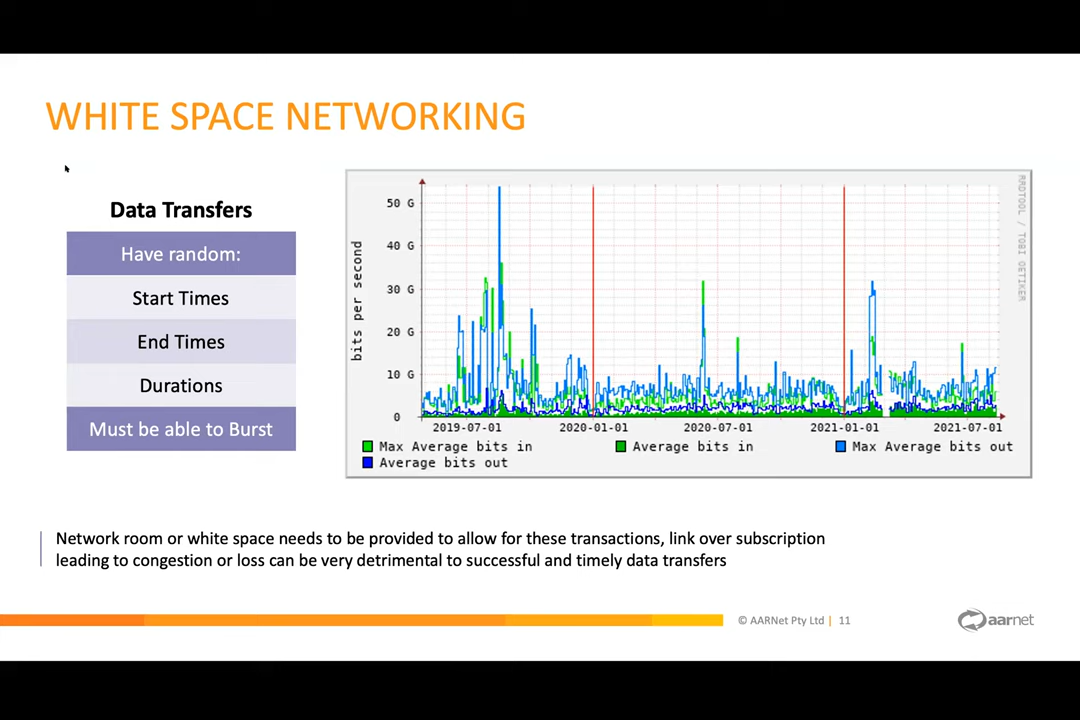 WHITE SPACE NETWORKING
Data Transfers
Have random:
Start Times
End Times
Durations
Must be able to Burst
bits per second
50 G
40 G
30 G
20 G
10 G
0
2019-07-01 2020-01-01 2020-07-01 2021-01-01 2021-07-01
Max Average bits in Average bits in Max Average bits out
Average bits out
RRDTOOL / TOBI OETIKER
Network room or white space needs to be provided to allow for these transactions, link over subscription
leading to congestion or loss can be very detrimental to successful and timely data transfers
© AARNet Pty Ltd | 11
aarnet